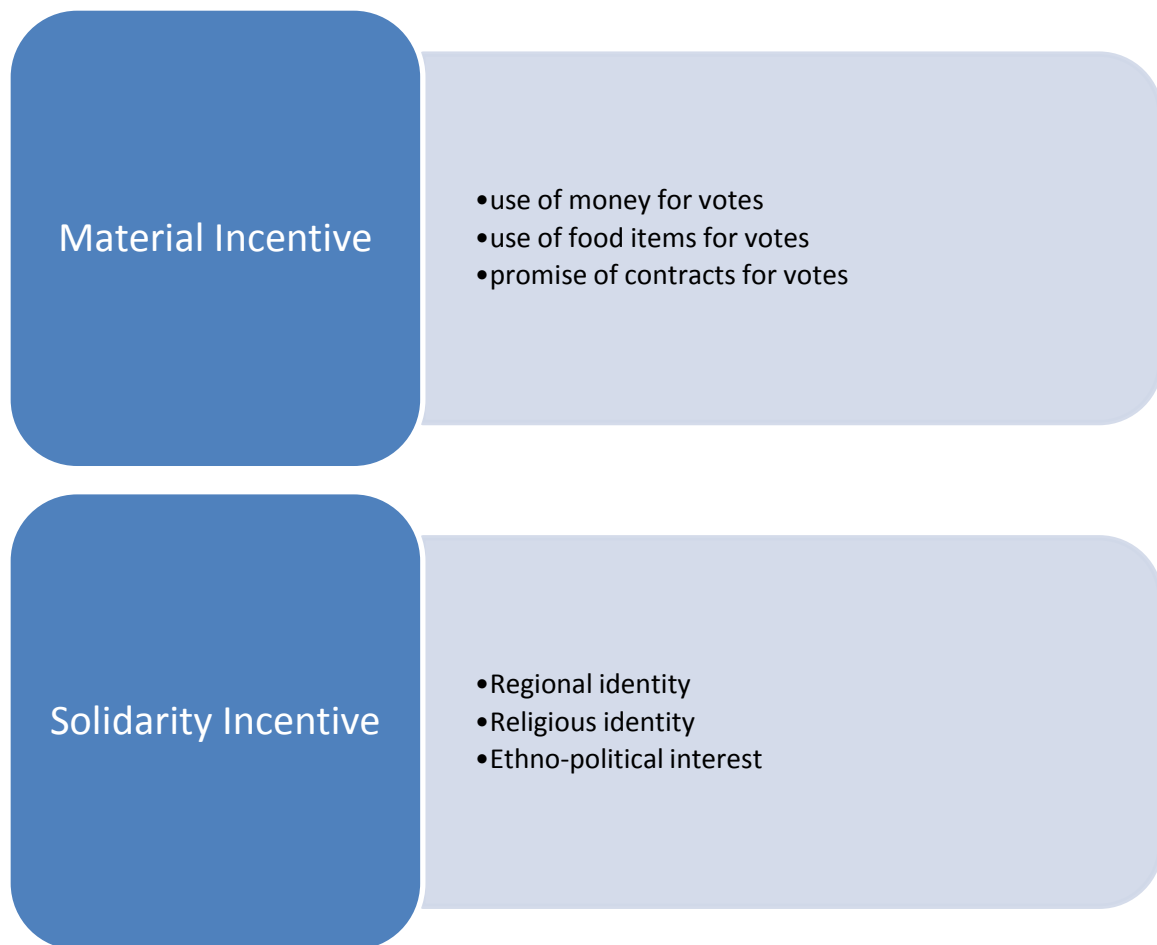 Material Incentive
•use of money for votes
•use of food items for votes
•promise of contracts for votes
Solidarity Incentive
•Regional identity
•Religious identity
•Ethno-political interest